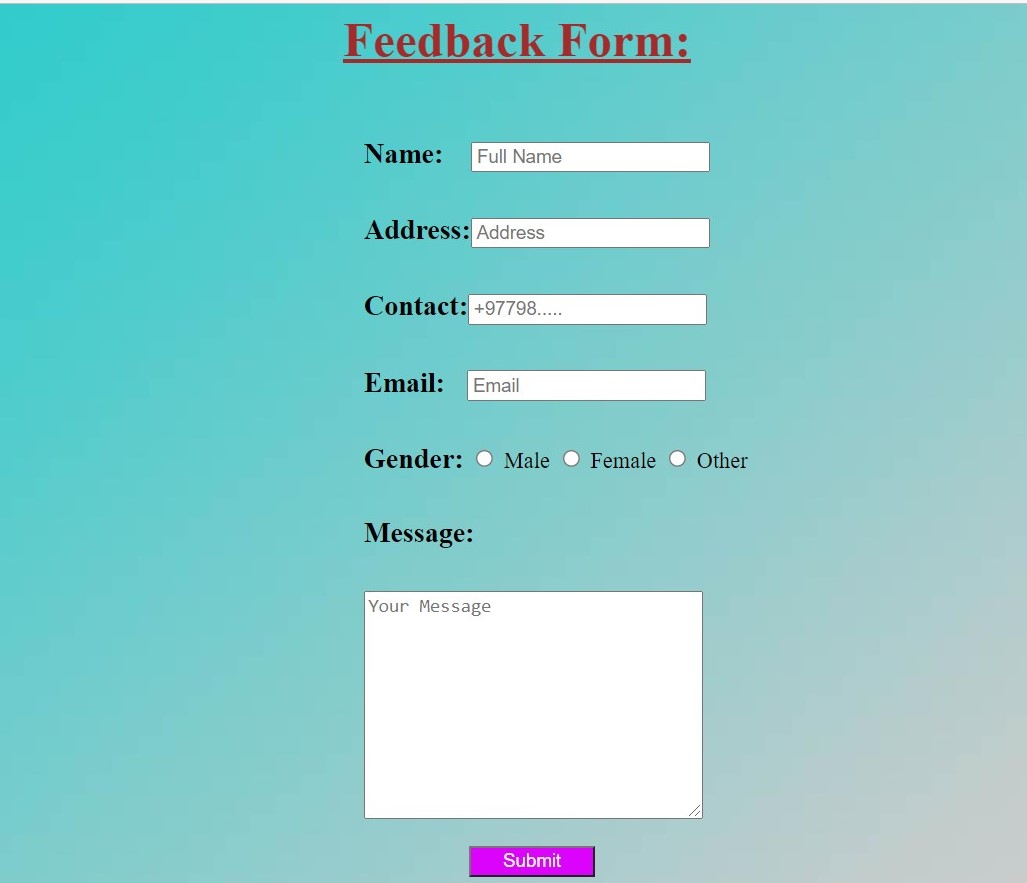 Feedback Form:
Name: Full Name
Address: Address
Contact: +97798.....
Email: Email
Gender: Male Female Other
Message:
Your Message
Submit